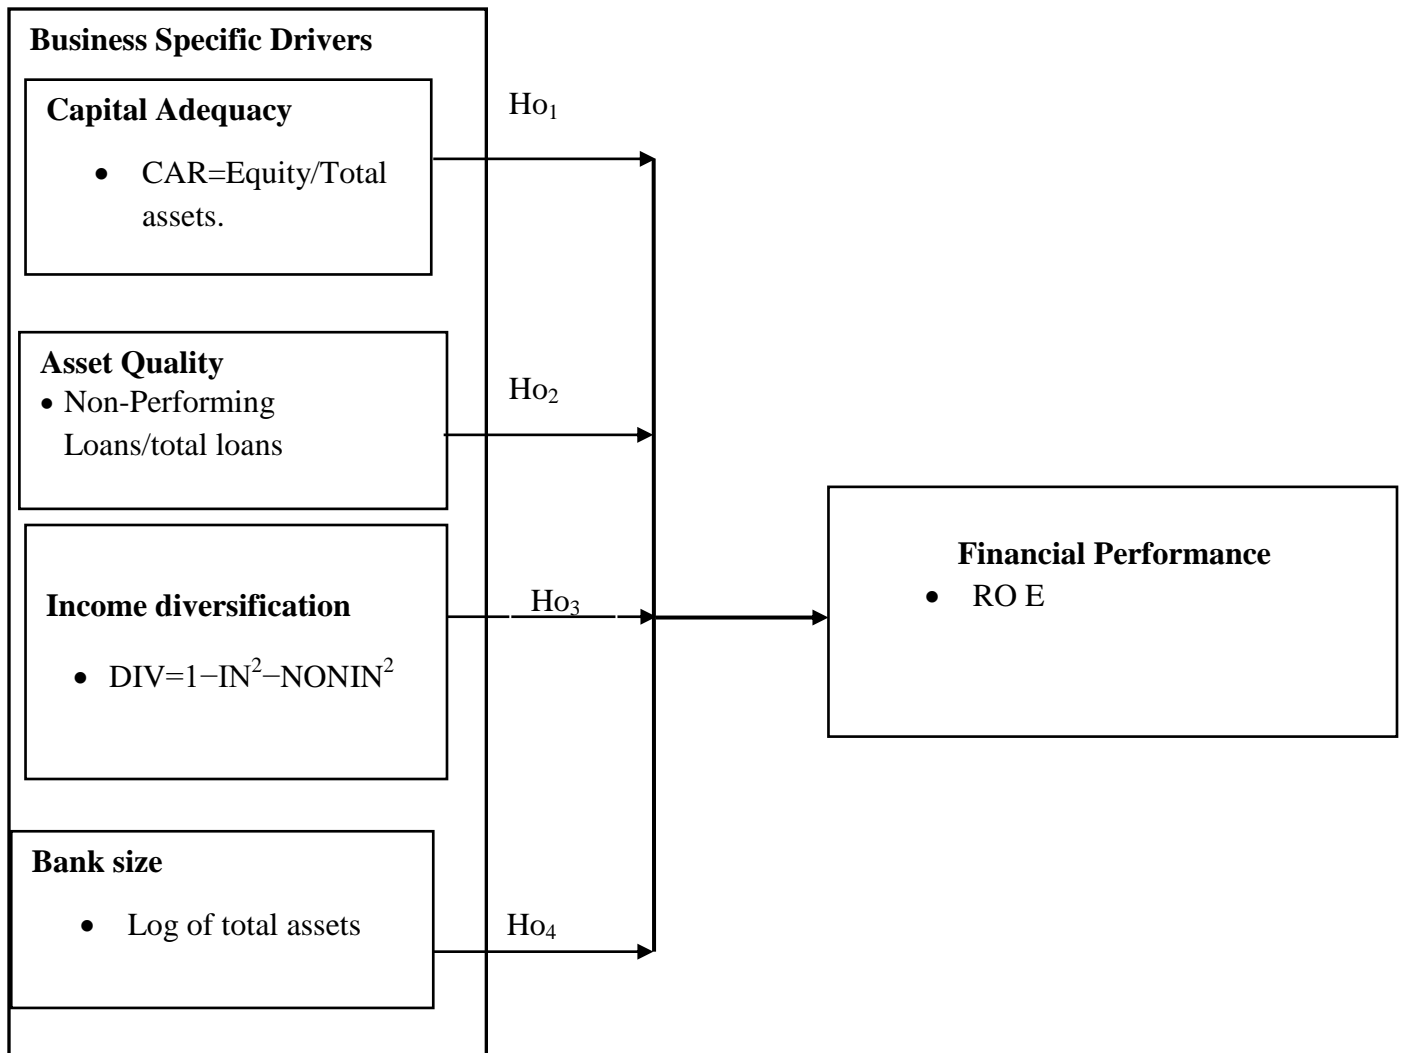 Business Specific Drivers
Capital Adequacy
Ho₁
• CAR=Equity/Total
assets.
Asset Quality
• Non-Performing
Loans/total loans
Ho₂
Income diversification
Ho₃
• DIV=1−IN²−NONIN²
Financial Performance
• RO E
Bank size
• Log of total assets
Ho₄